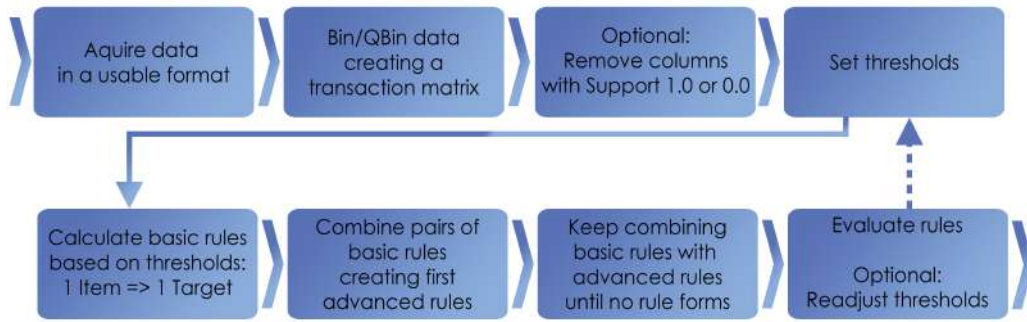 Aquire data
in a usable format
Bin/QBin data
creating a
transaction matrix
Optional:
Remove columns
with Support 1.0 or 0.0
Set thresholds
Calculate basic rules
based on thresholds:
1 Item => 1 Target
Combine pairs of
basic rules
creating first
advanced rules
Keep combining
basic rules with
advanced rules
until no rule forms
Evaluate rules
Optional:
Readjust thresholds